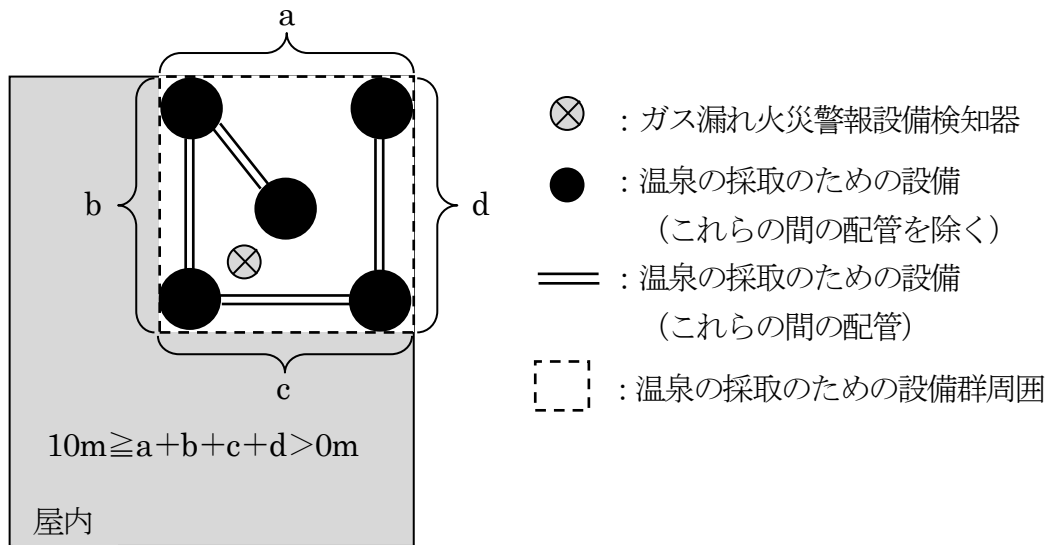 a
b
d
c
10m≧a+b+c+d>0m
屋内
：ガス漏れ火災警報設備検知器
：温泉の採取のための設備
（これらの間の配管を除く）
：温泉の採取のための設備
（これらの間の配管）
：温泉の採取のための設備群周囲